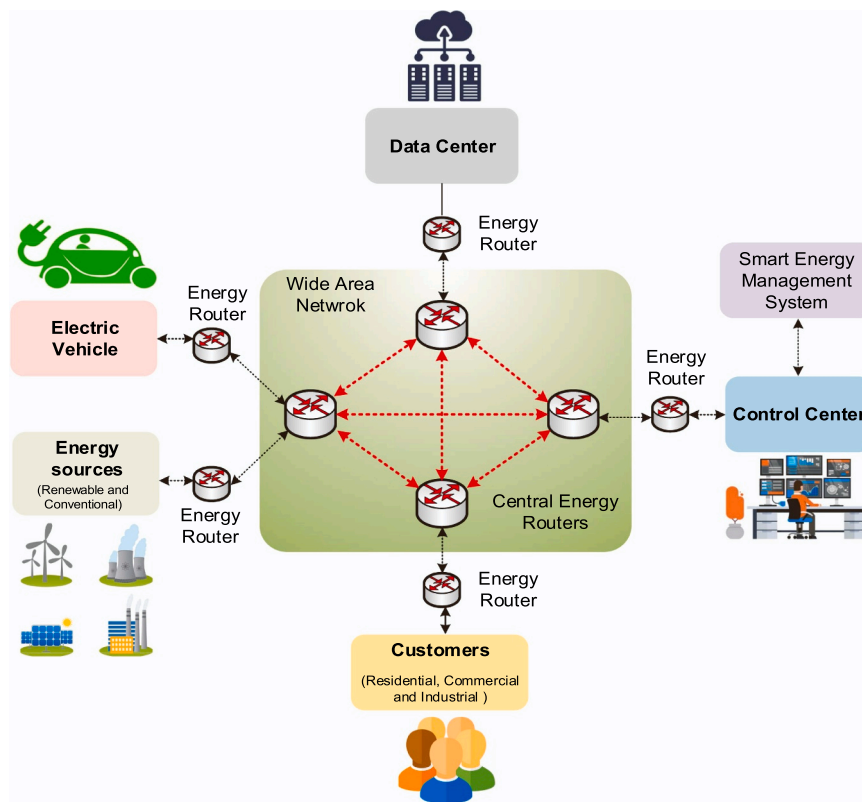 Data Center
Energy
Router
Wide Area
Netwrok
Smart Energy
Management
System
Energy
Router
Electric
Vehicle
Energy
Router
Control Center
Energy
sources
(Renewable and
Conventional)
Energy
Router
Central Energy
Routers
Energy
Router
Customers
(Residential, Commercial
and Industrial )